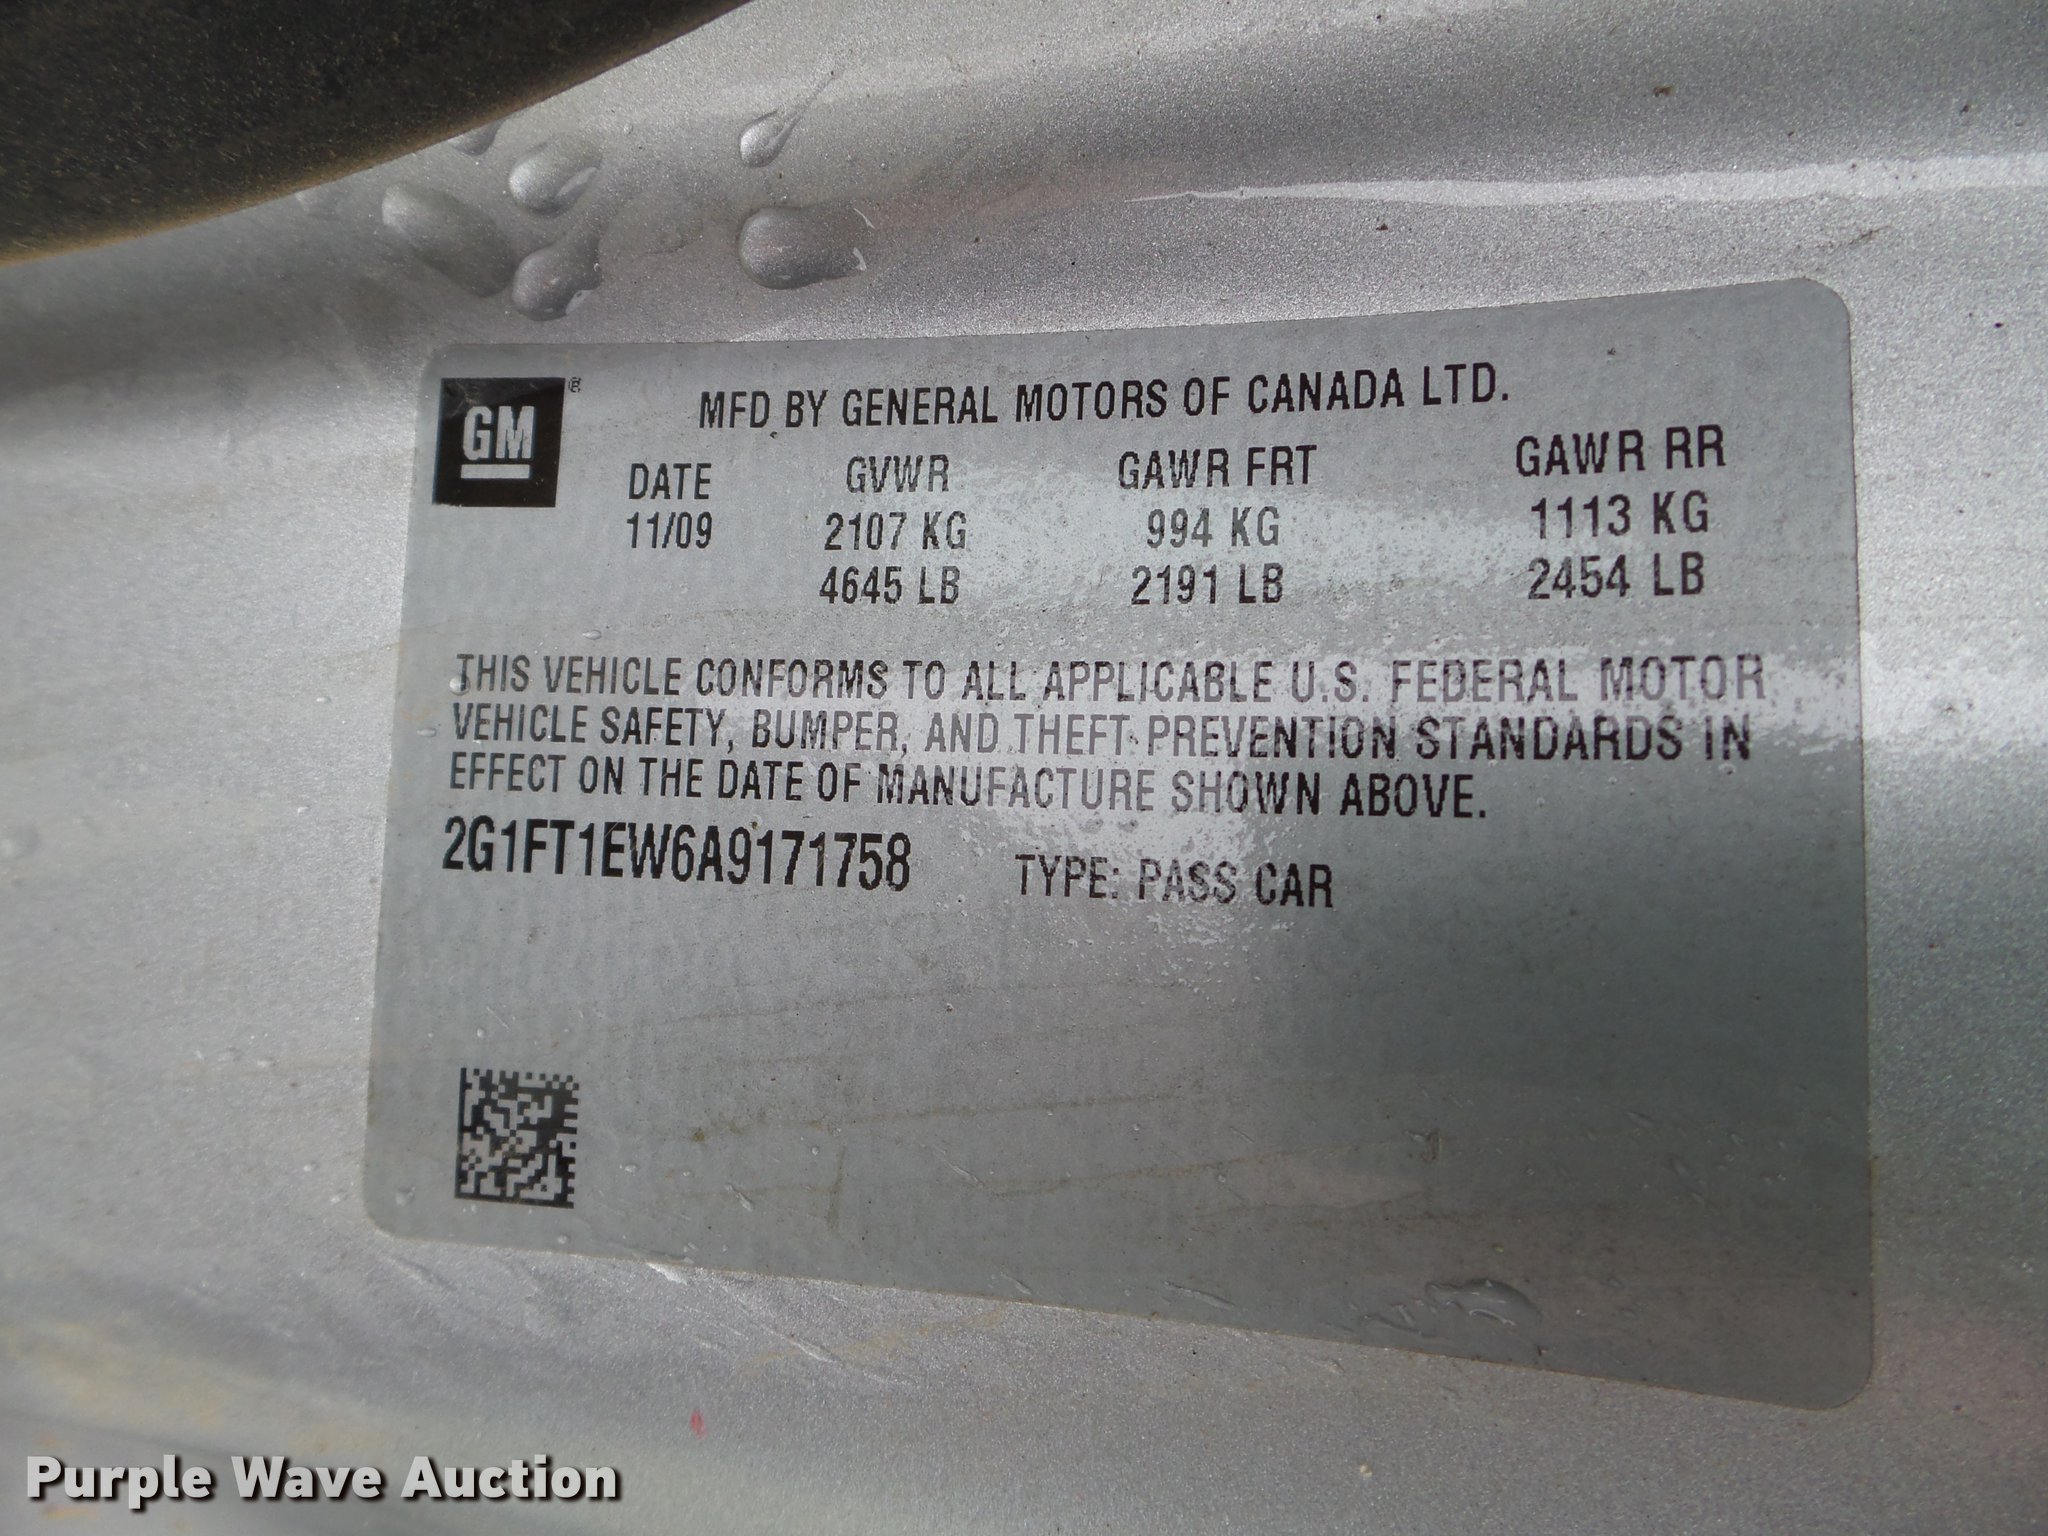 GM®
MFD BY GENERAL MOTORS OF CANADA LTD.
DATE GVWR GAWR FRT GAWR RR
11/09 2107 KG 994 KG 1113 KG
4645 LB 2191 LB 2454 LB
THIS VEHICLE CONFORMS TO ALL APPLICABLE U.S. FEDERAL MOTOR
VEHICLE SAFETY, BUMPER, AND THEFT PREVENTION STANDARDS IN
EFFECT ON THE DATE OF MANUFACTURE SHOWN ABOVE.
2G1FT1EW6A9171758 TYPE: PASS CAR
Purple Wave Auction